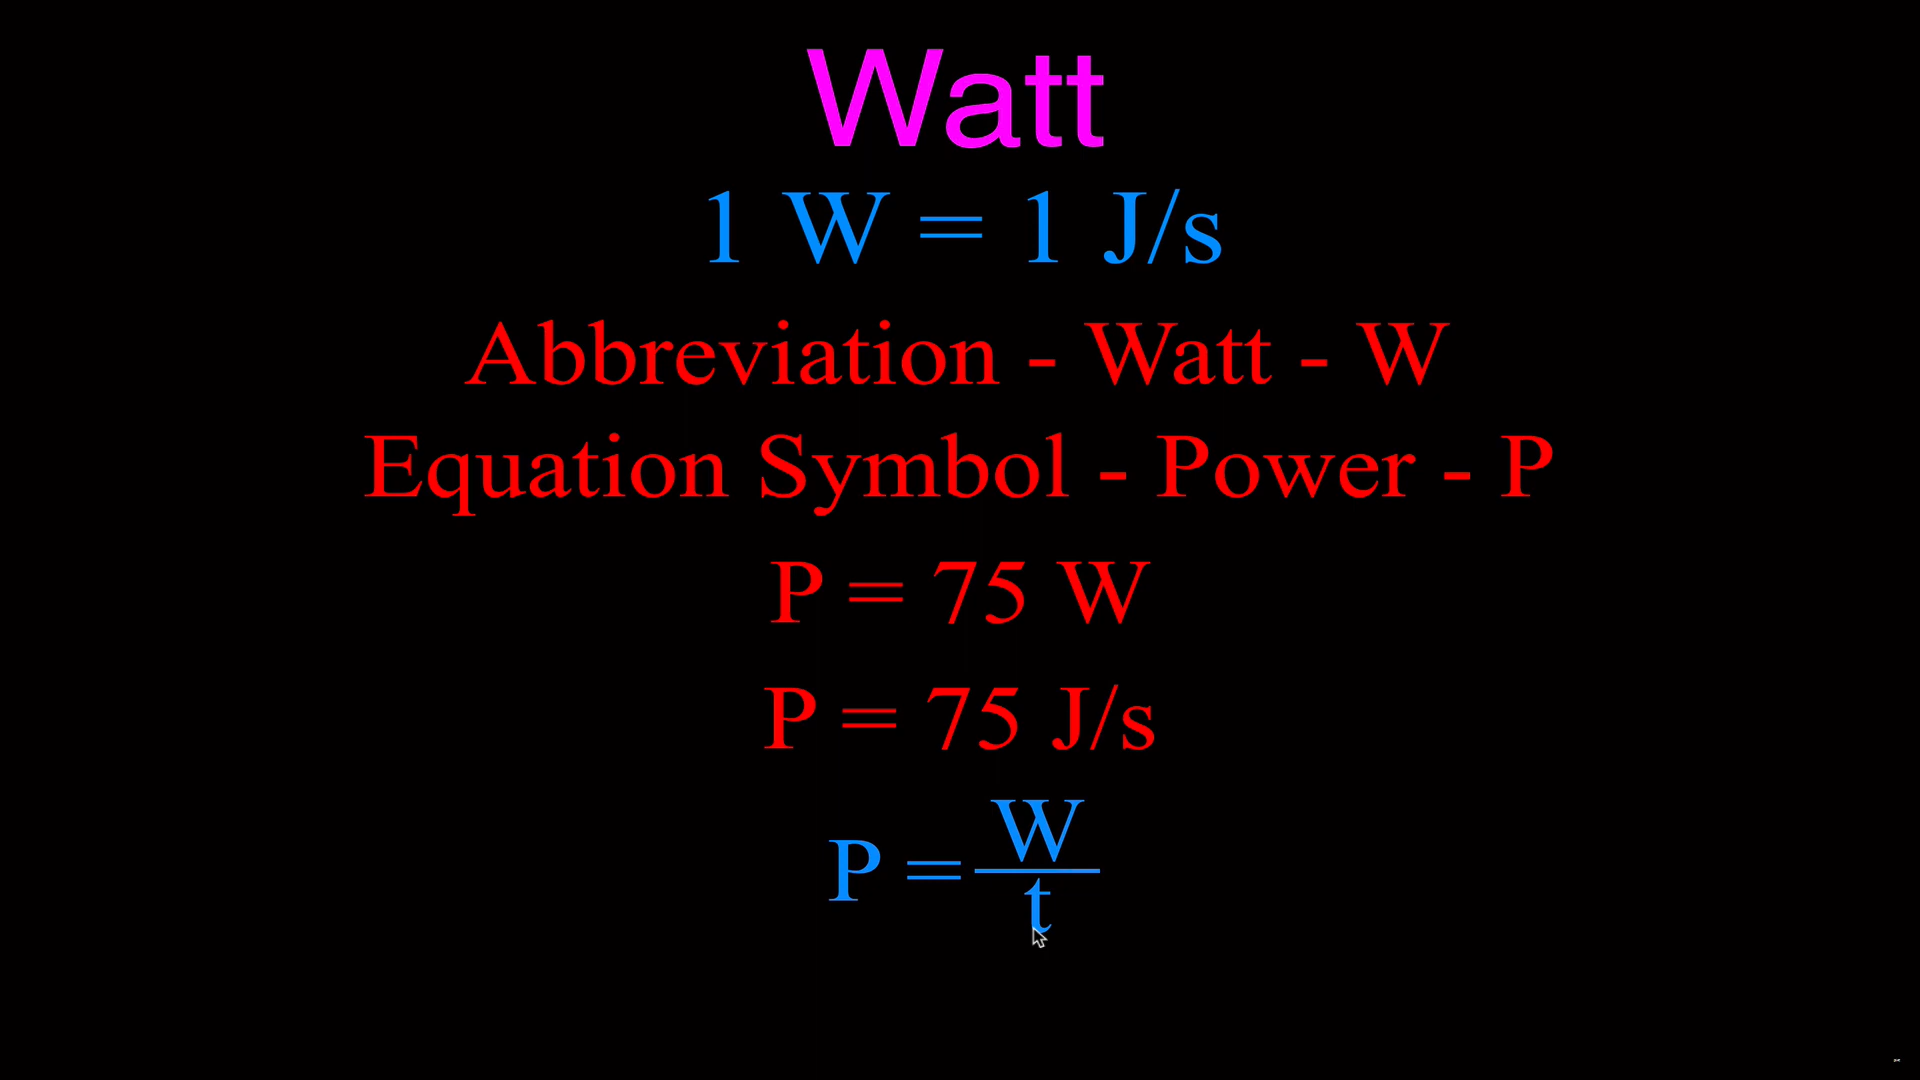 Watt
1 W = 1 J/s
Abbreviation - Watt - W
Equation Symbol - Power - P
P = 75 W
P = 75 J/s
P = W
t